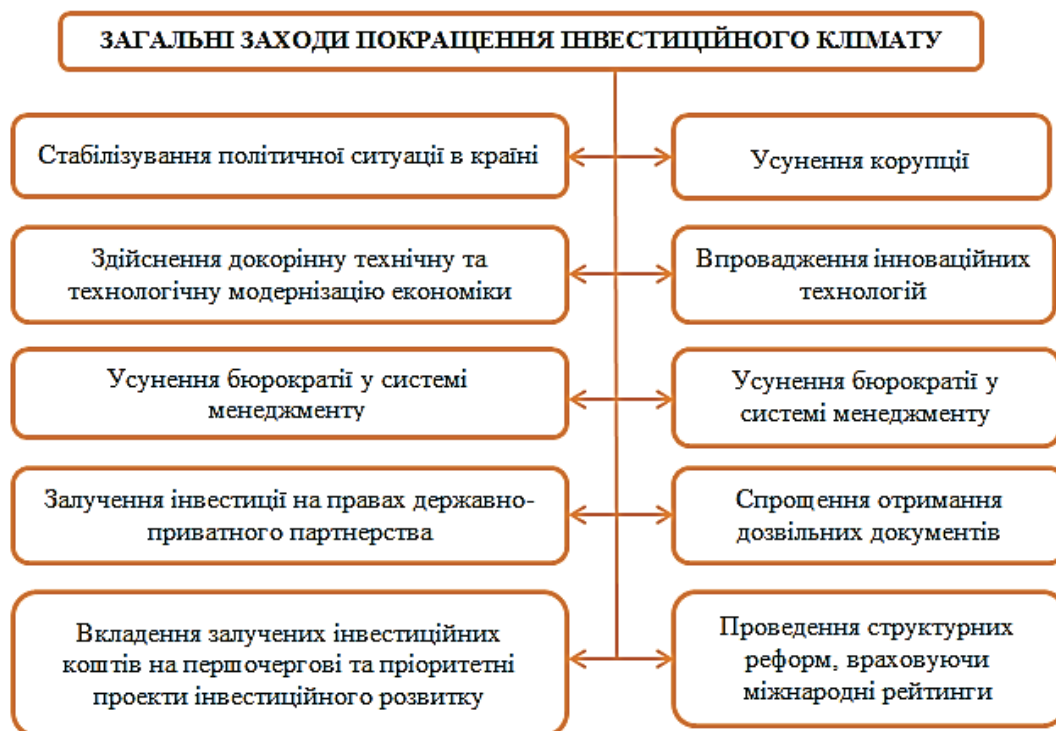 ЗАГАЛЬНІ ЗАХОДИ ПОКРАЩЕННЯ ІНВЕСТИЦІЙНОГО КЛІМАТУ
Стабілізування політичної ситуації в країні
Усунення корупції
Здійснення докорінну технічну та
технологічну модернізацію економіки
Впровадження інноваційних
технологій
Усунення бюрократії у системі
менеджменту
Усунення бюрократії у
системі менеджменту
Залучення інвестиції на правах державно-
приватного партнерства
Спрощення отримання
дозвільних документів
Вкладення залучених інвестиційних
коштів на першочергові та пріоритетні
проекти інвестиційного розвитку
Проведення структурних
реформ, враховуючи
міжнародні рейтинги